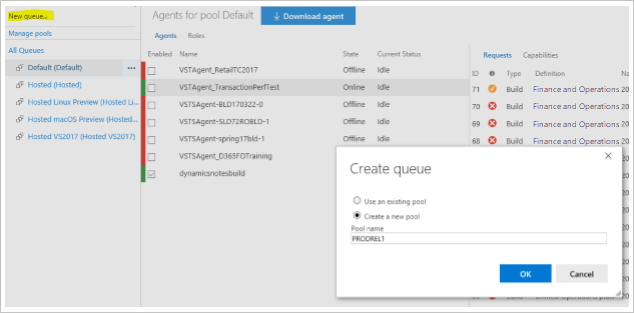 New queue...
Manage pools
All Queues
Default (Default) ...
Hosted (Hosted)
Hosted Linux Preview (Hosted Li...
Hosted macOS Preview (Hosted...
Hosted VS2017 (Hosted VS2017)
Agents for pool Default
Download agent
Agents Roles
Enabled Name State Current Status
VSTAgent_RetailTC2017 Offline Idle
VSTAgent_TransactionPerfTest Online Idle
VSTSAgent-BLD170322-0 Offline Idle
VSTSAgent-SLD72ROBLD-1 Offline Idle
VSTSAgent-spring17bld-1 Offline Idle
VSTSAgent_D365FOTraining
dynamicsnotesbuild
Requests Capabilities
ID Type Definition Na
71 Build Finance and Operations 20
70 Build Finance and Operations 20
69 Build Finance and Operations 20
68 Build Finance and Operations 20
Create queue
Use an existing pool
Create a new pool
Pool name
PRODREL1
OK Cancel